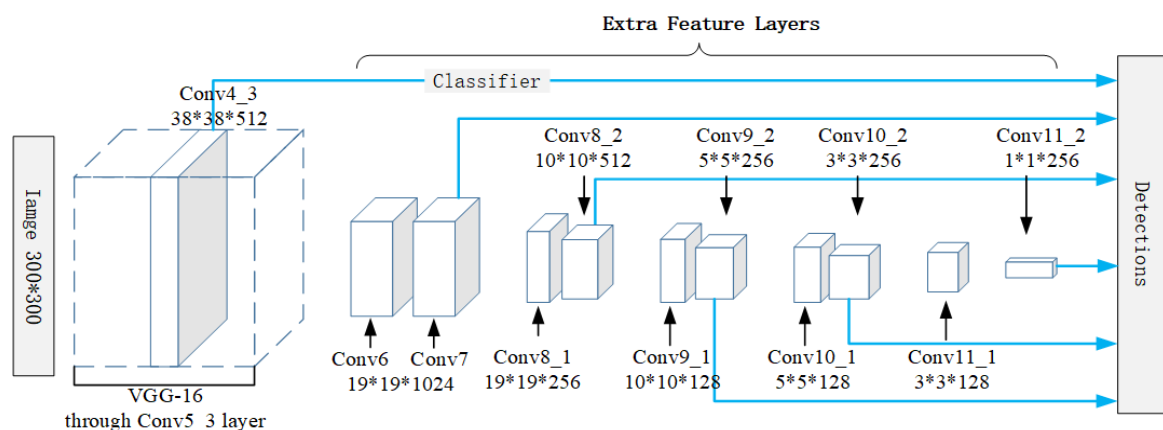 Extra Feature Layers
Classifier
Conv4_3
38*38*512
Conv8_2
10*10*512
Conv9_2
5*5*256
Conv10_2
3*3*256
Conv11_2
1*1*256
Iamge 300*300
Detections
Conv6
Conv7
19*19*1024
Conv8_1
19*19*256
Conv9_1
10*10*128
Conv10_1
5*5*128
Conv11_1
3*3*128
VGG-16
through Conv5_3 layer